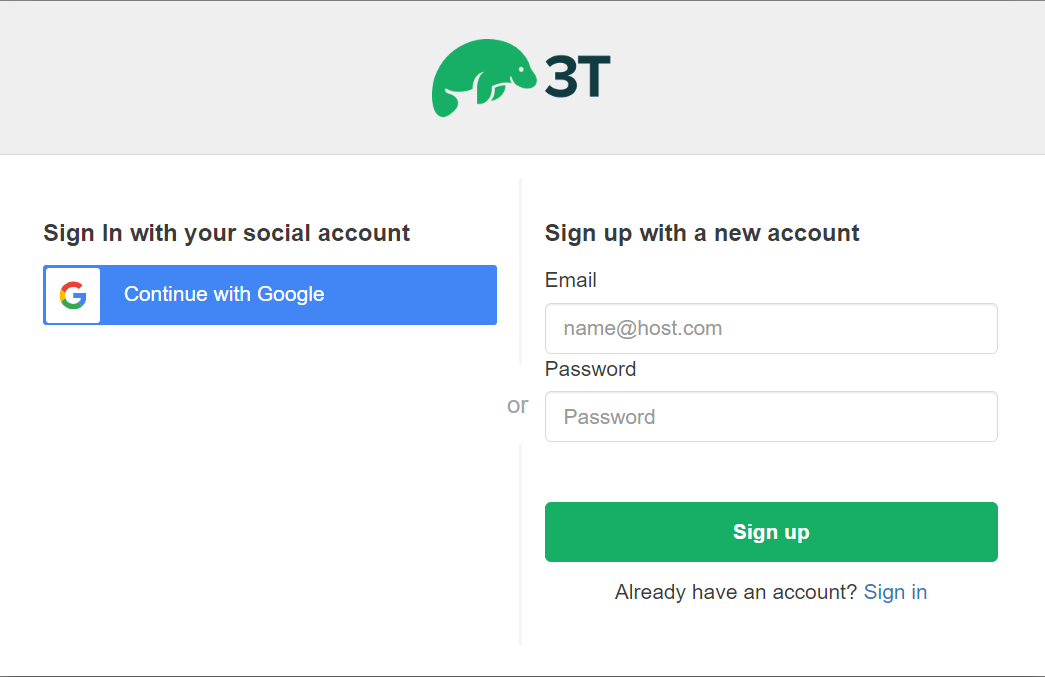 3T
Sign In with your social account
Continue with Google
or
Sign up with a new account
Email
name@host.com
Password
Password
Sign up
Already have an account? Sign in